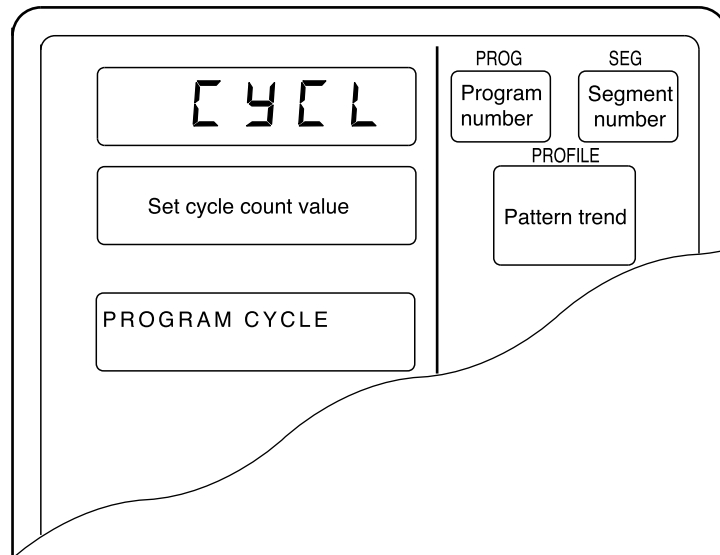 CYCL
Set cycle count value
PROGRAM CYCLE
PROG
Program
number
SEG
Segment
number
PROFILE
Pattern trend